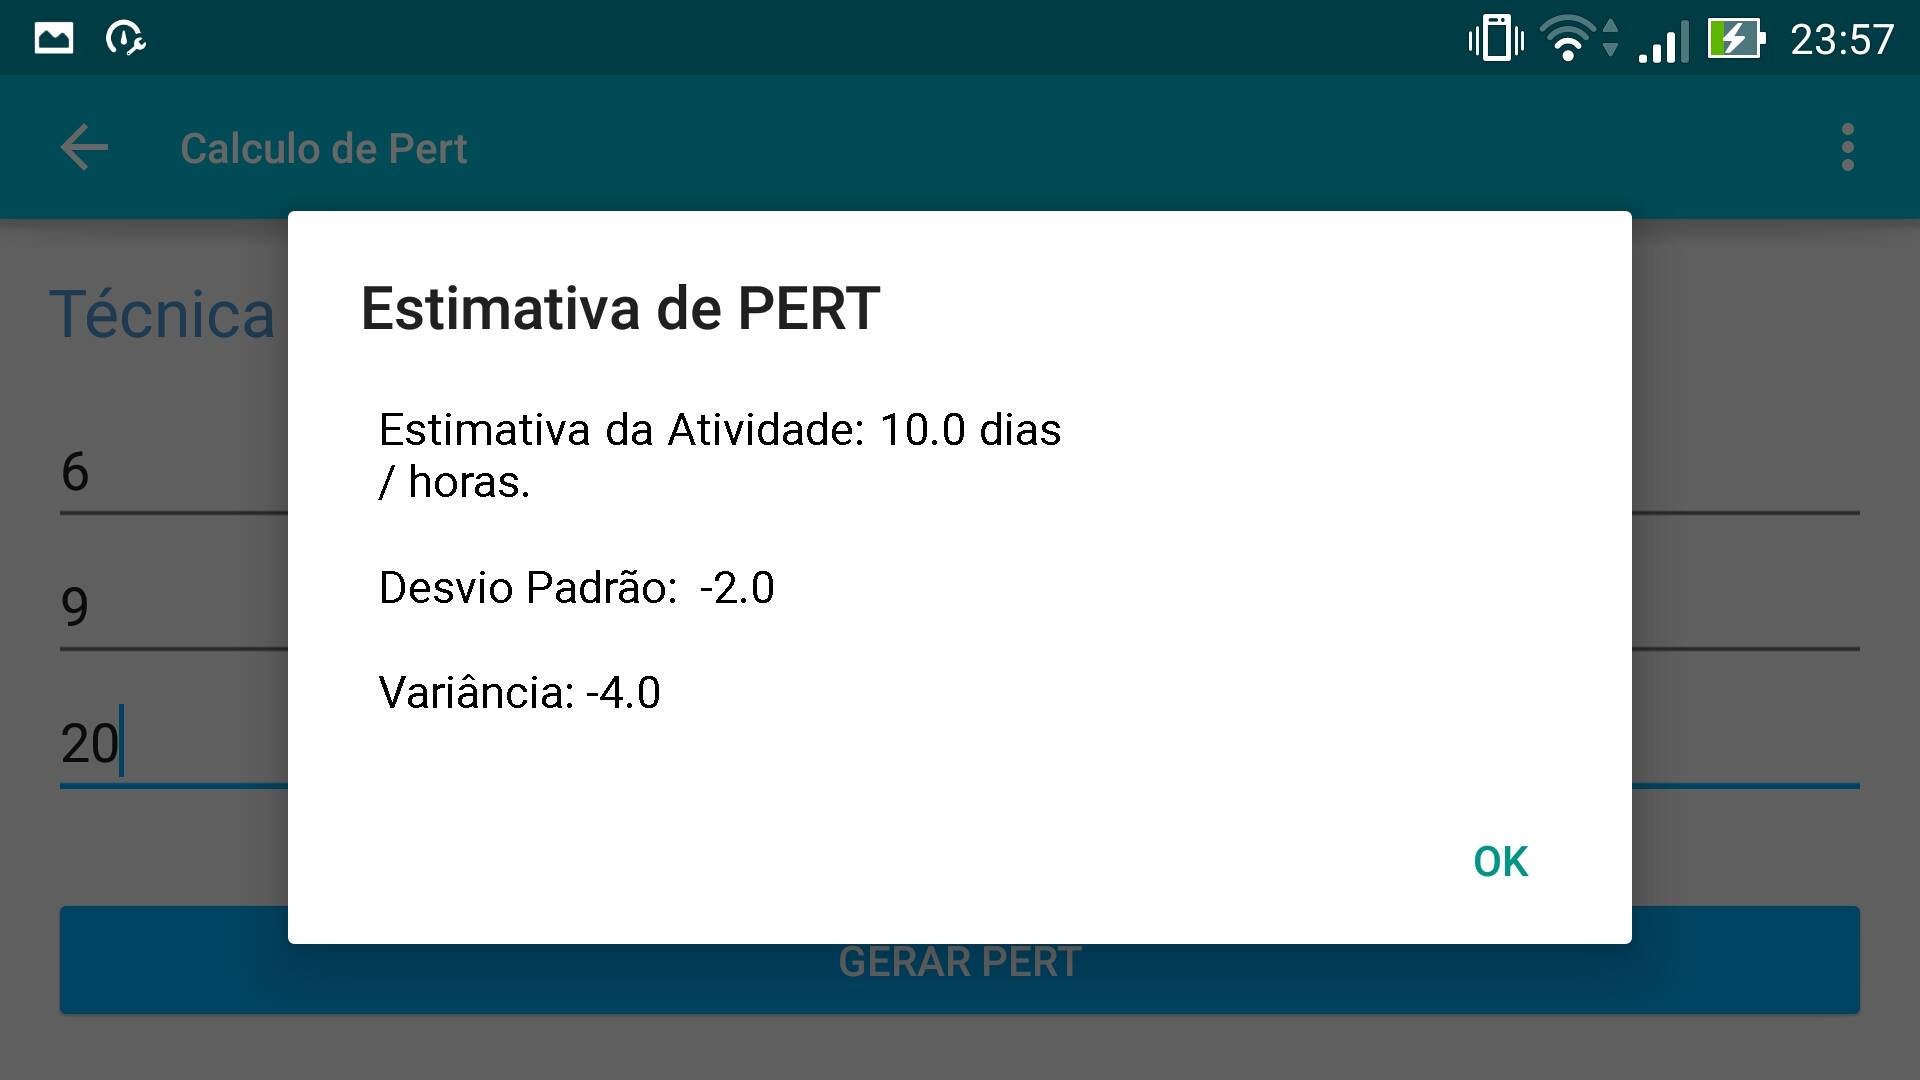 23:57
Calculo de Pert
Técnica
Estimativa de PERT
Estimativa da Atividade: 10.0 dias
/ horas.
6
Desvio Padrão: -2.0
9
Variância: -4.0
20
OK
GERAR PERT